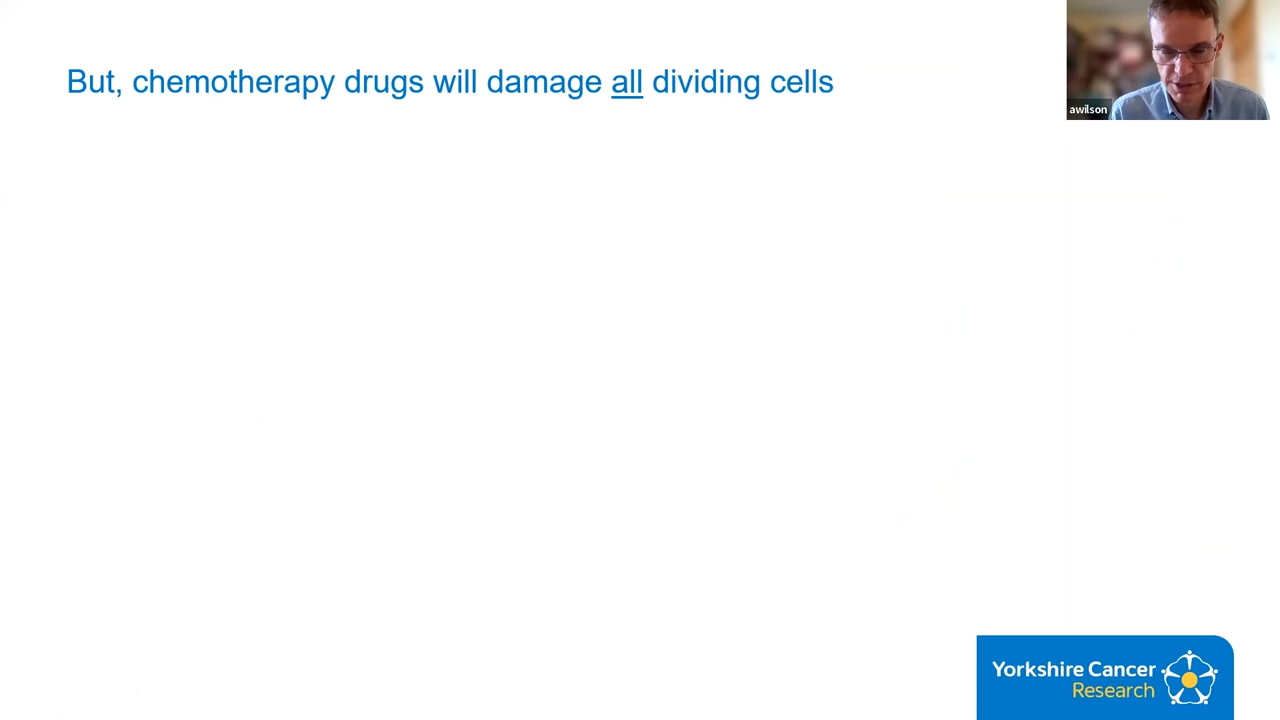 But, chemotherapy drugs will damage all dividing cells
awilson
Yorkshire Cancer
Research